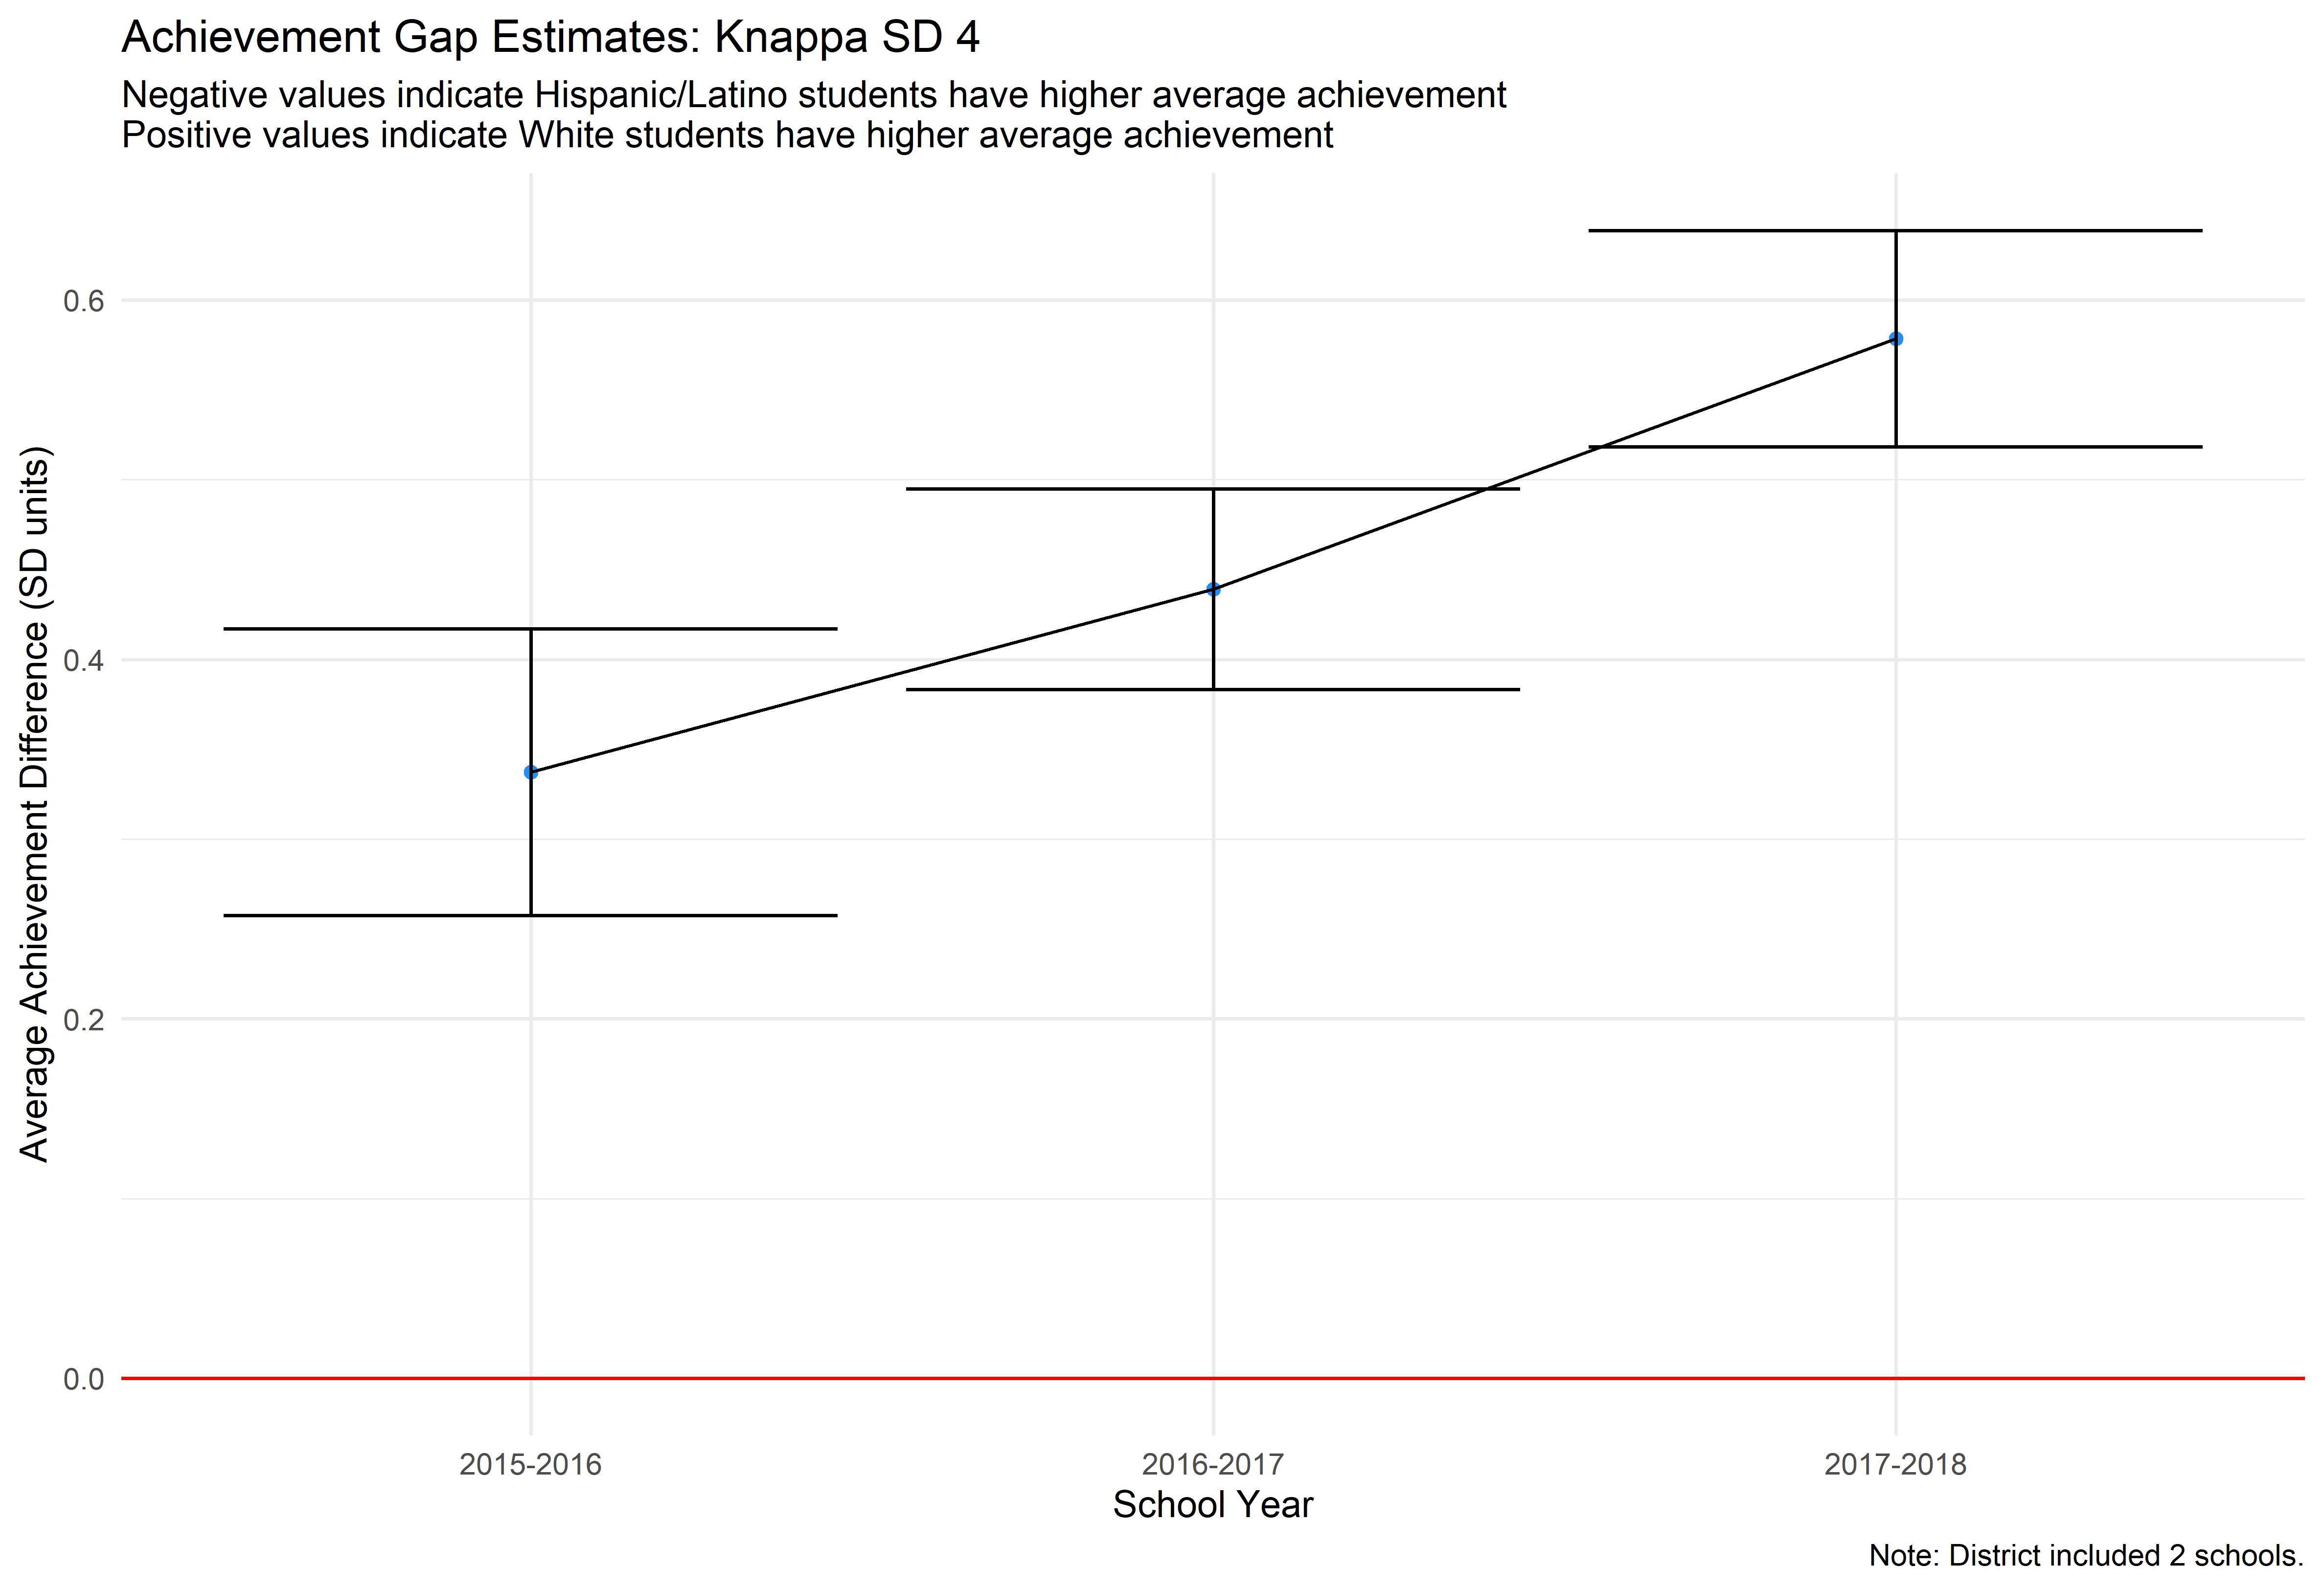 Achievement Gap Estimates: Knappa SD 4
Negative values indicate Hispanic/Latino students have higher average achievement
Positive values indicate White students have higher average achievement
Average Achievement Difference (SD units)
0.6
0.4
0.2
0.0
2015-2016
2016-2017
2017-2018
School Year
Note: District included 2 schools.